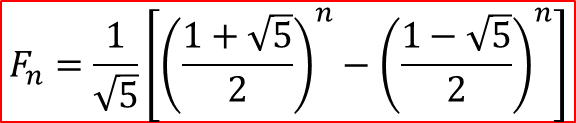 $F_n = \frac{1}{\sqrt{5}} \left[ \left( \frac{1 + \sqrt{5}}{2} \right)^n - \left( \frac{1 - \sqrt{5}}{2} \right)^n \right]$